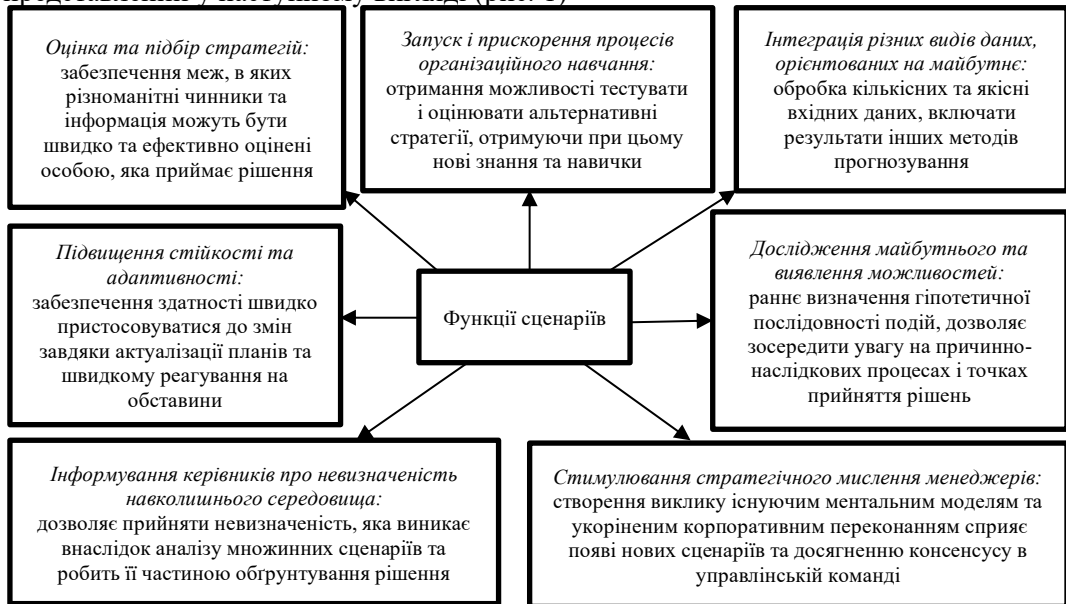 Оцінка та підбір стратегій:
забезпечення меж, в яких
різноманітні чинники та
інформація можуть бути
швидко та ефективно оцінені
особою, яка приймає рішення
Запуск і прискорення процесів
організаційного навчання:
отримання можливості тестувати
і оцінювати альтернативні
стратегії, отримуючи при цьому
нові знання та навички
Інтеграція різних видів даних,
орієнтованих на майбутнє:
обробка кількісних та якісні
вхідних даних, включати
результати інших методів
прогнозування
Підвищення стійкості та
адаптивності:
забезпечення здатності швидко
пристосовуватися до змін
завдяки актуалізації планів та
швидкому реагування на
обставини
Функції сценаріїв
Дослідження майбутнього та
виявлення можливостей:
раннє визначення гіпотетичної
послідовності подій, дозволяє
зосередити увагу на причинно-
наслідкових процесах і точках
прийняття рішень
Інформування керівників про невизначеність
навколишнього середовища:
дозволяє прийняти невизначеність, яка виникає
внаслідок аналізу множинних сценаріїв та
робить її частиною обґрунтування рішення
Стимулювання стратегічного мислення менеджерів:
створення виклику існуючим ментальним моделям та
укоріненим корпоративним переконанням сприяє
появі нових сценаріїв та досягненню консенсусу в
управлінській команді